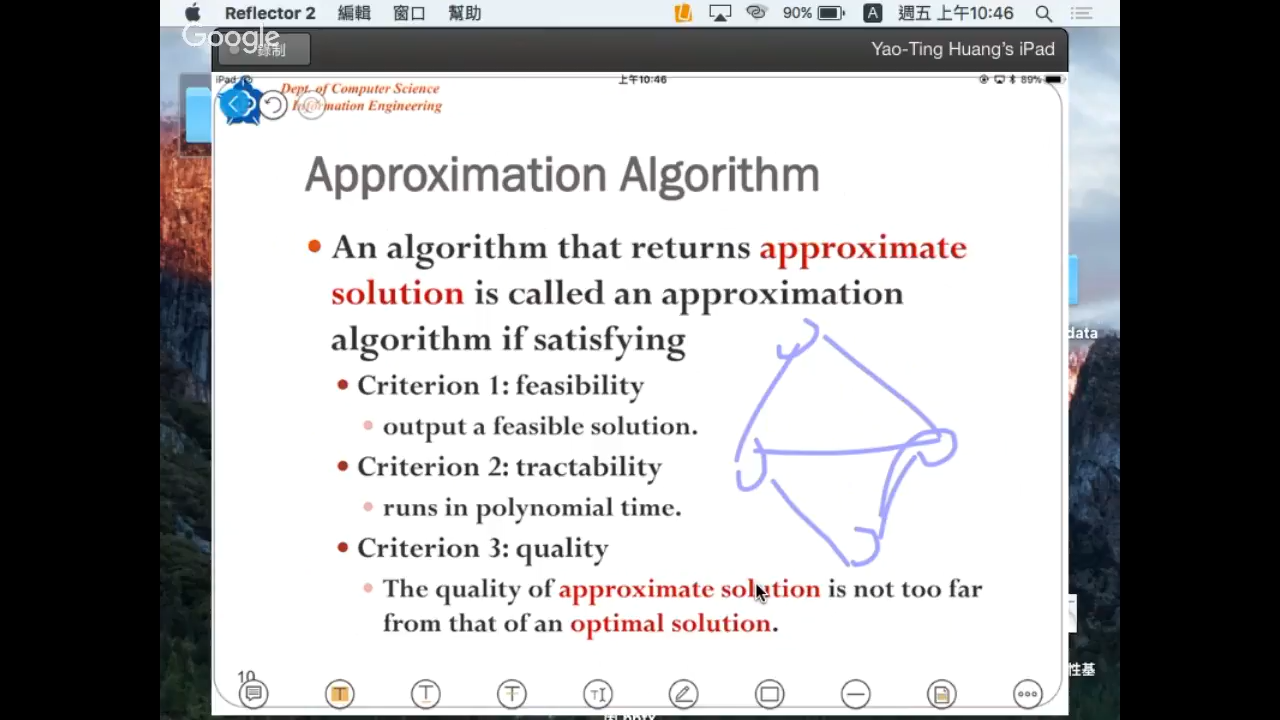 Reflector 2 編輯 窗口 幫助 90% A 週五 上午10:46
Google
錄制 Yao-Ting Huang's iPad
iPad 上午10:46 89%
Dept. of Computer Science
Information Engineering
Approximation Algorithm
An algorithm that returns approximate
solution is called an approximation
algorithm if satisfying
Criterion 1: feasibility
output a feasible solution.
Criterion 2: tractability
runs in polynomial time.
Criterion 3: quality
The quality of approximate solution is not too far
from that of an optimal solution.
10
data
性基
T T T T